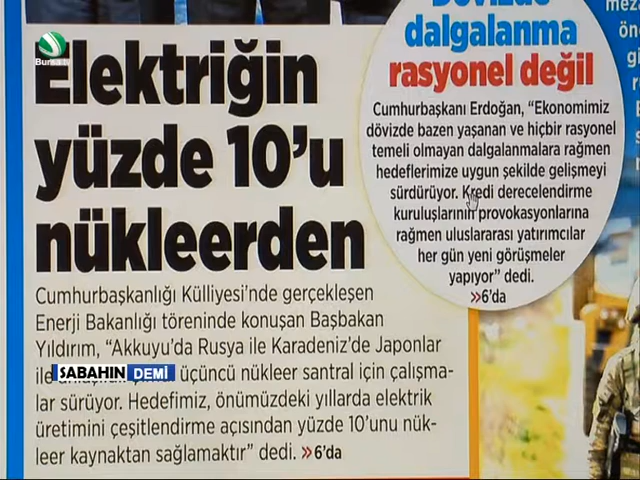 Bursa tv
Elektriğin
yüzde 10'u
nükleerden
Cumhurbaşkanlığı Külliyesi'nde gerçekleşen
Enerji Bakanlığı töreninde konuşan Başbakan
Yıldırım, "Akkuyu'da Rusya ile Karadeniz'de Japonlar
ile üçüncü nükleer santral için çalışma-
lar sürüyor. Hedefimiz, önümüzdeki yıllarda elektrik
üretimini çeşitlendirme açısından yüzde 10'unu nük-
leer kaynaktan sağlamaktır" dedi. »6'da
SABAHIN DEMİ
Dövizde
dalgalanma
rasyonel değil
Cumhurbaşkanı Erdoğan, "Ekonomimiz
dövizde bazen yaşanan ve hiçbir rasyonel
temeli olmayan dalgalanmalara rağmen
hedeflerimize uygun şekilde gelişmeyi
sürdürüyor. Kredi derecelendirme
kuruluşlarının provokasyonlarına
rağmen uluslararası yatırımcılar
her gün yeni görüşmeler
yapıyor" dedi.
»6'da